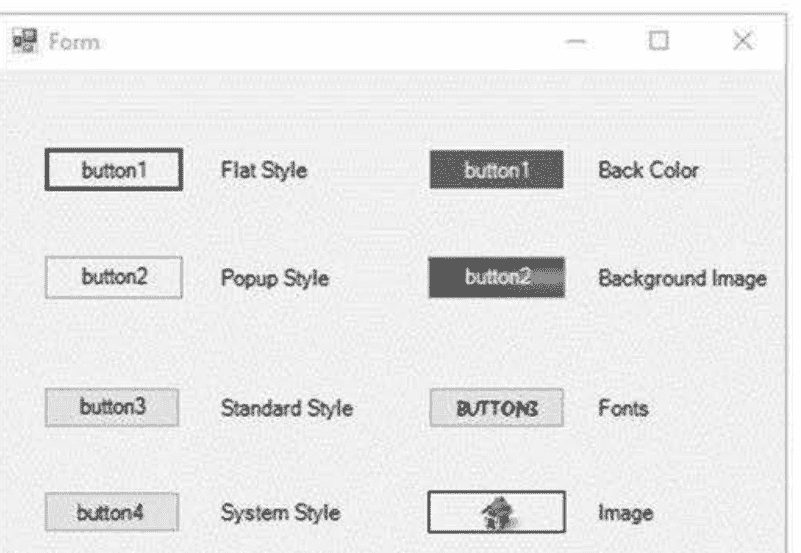 Form
button1 Flat Style button1 Back Color
button2 Popup Style button2 Background Image
button3 Standard Style BUTTON3 Fonts
button4 System Style Image